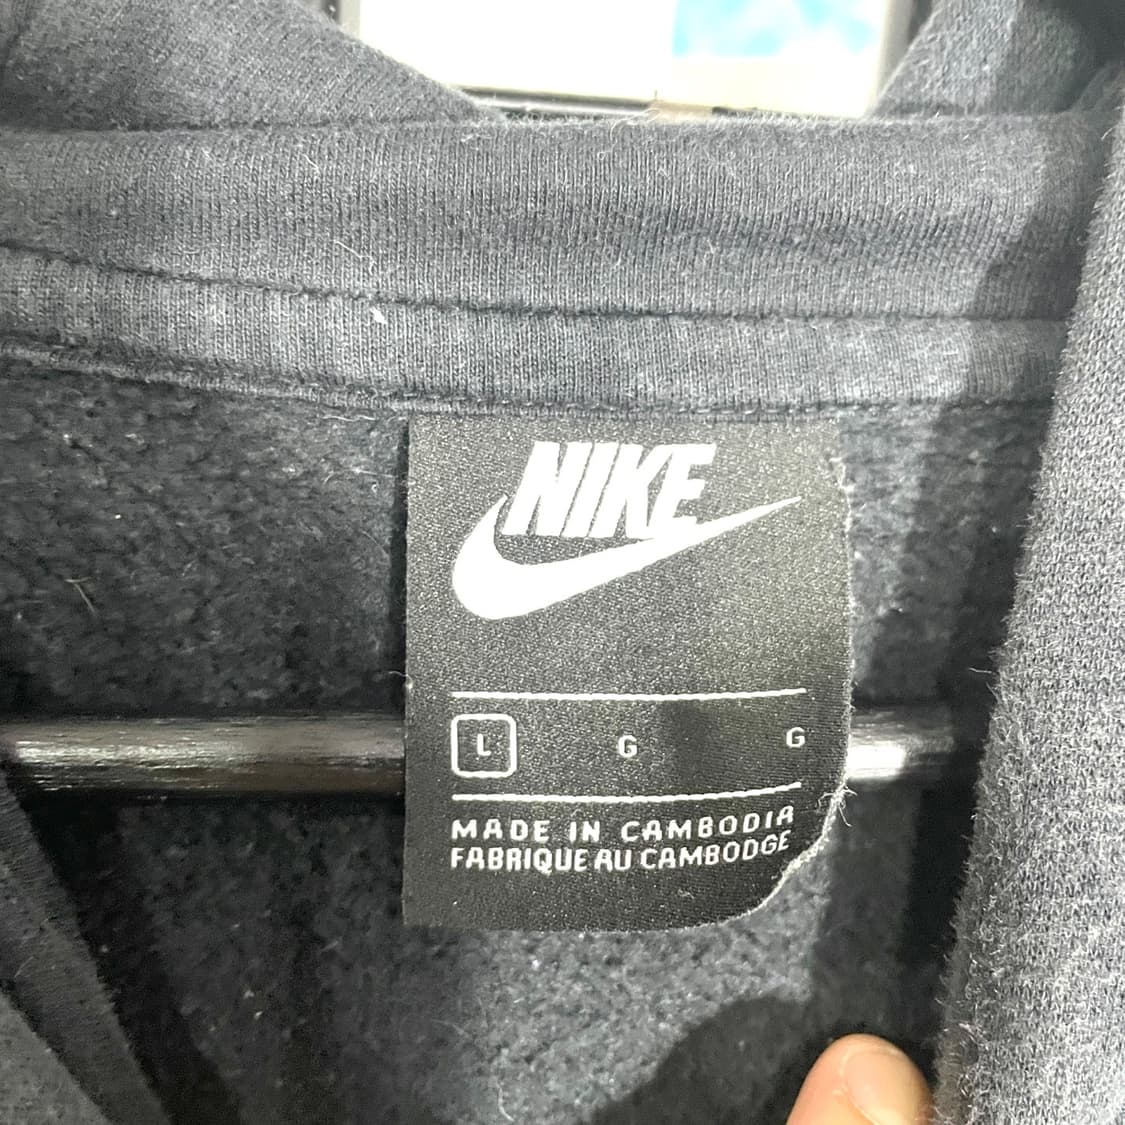 NIKE
L G G
MADE IN CAMBODIA
FABRIQUE AU CAMBODGE